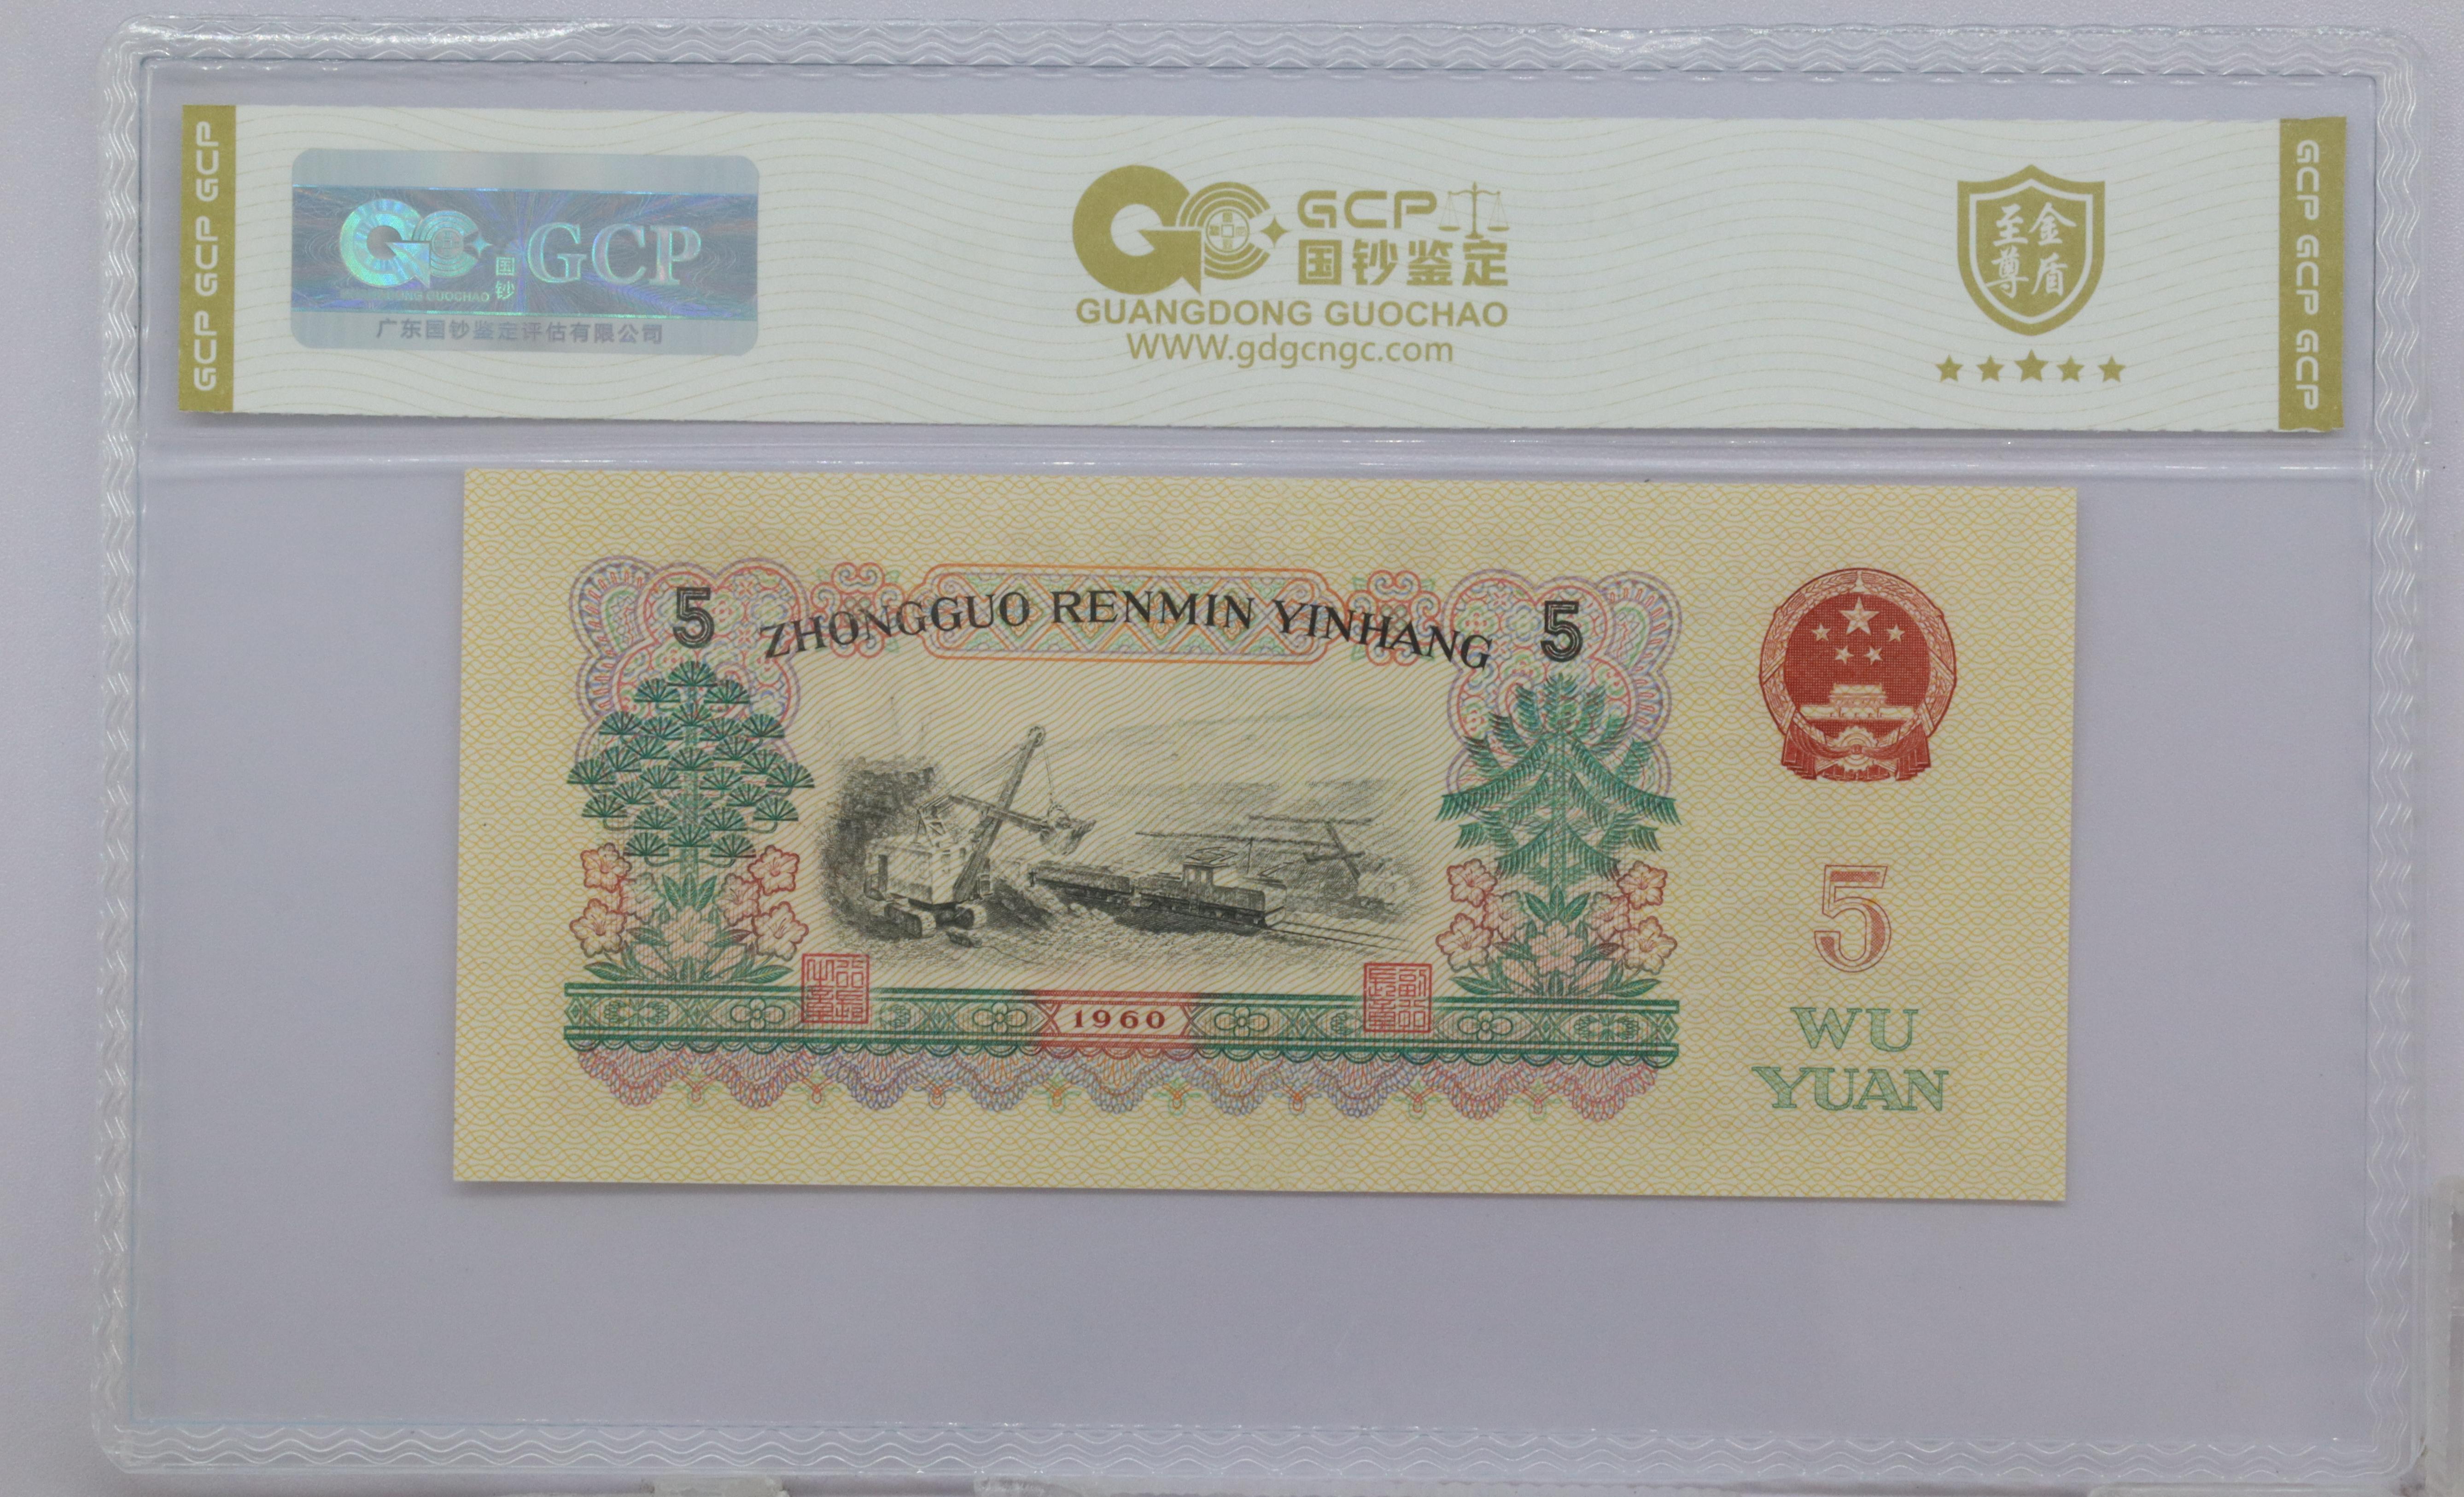 GCP GCP GCP
GCP
国钞
GUANGDONG GUOCHAO
广东国钞鉴定评估有限公司
GCP
国钞鉴定
GUANGDONG GUOCHAO
WWW.gdgcngc.com
至尊
金盾
GCP GCP GCP
5
ZHONGGUO RENMIN YINHANG
5
5
WU
YUAN
1960